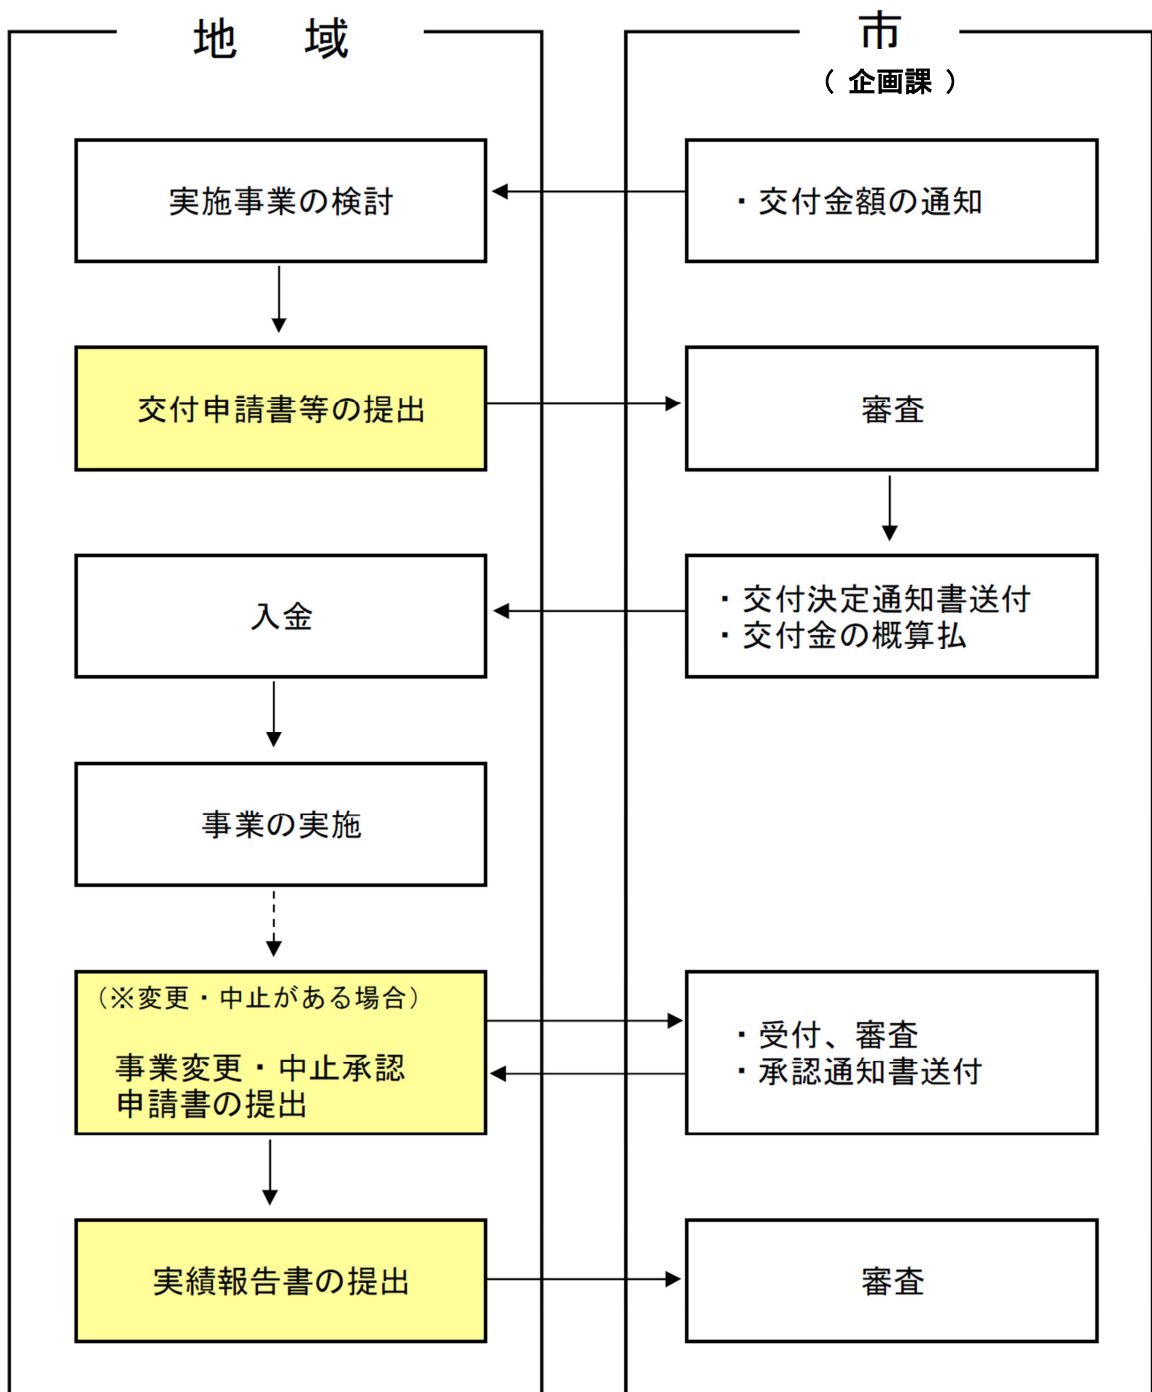 地 域
市
（ 企画課 ）
実施事業の検討
・交付金額の通知
交付申請書等の提出
審査
入金
・交付決定通知書送付
・交付金の概算払
事業の実施
（※変更・中止がある場合）
事業変更・中止承認
申請書の提出
・受付、審査
・承認通知書送付
実績報告書の提出
審査